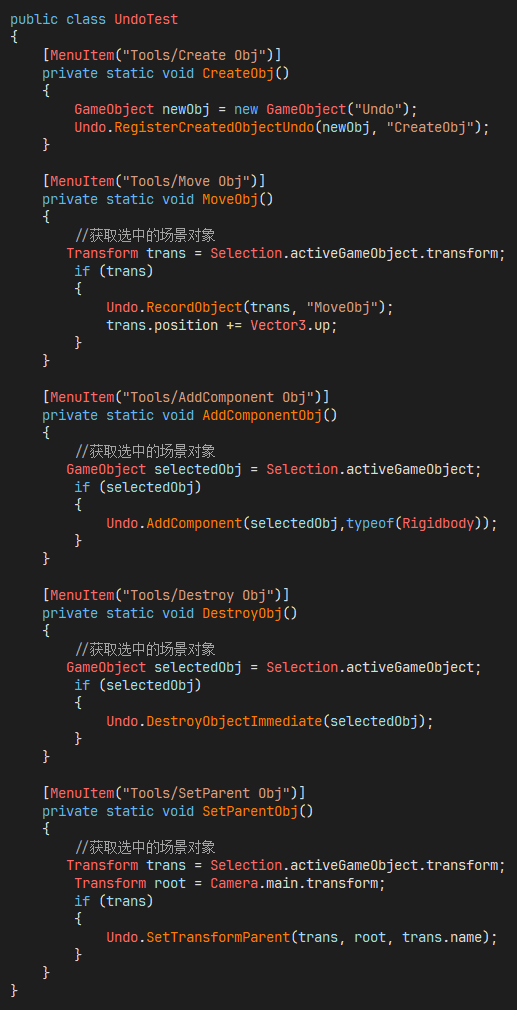 public class UndoTest
{
    [MenuItem("Tools/Create Obj")]
    private static void CreateObj()
    {
        GameObject newObj = new GameObject("Undo");
        Undo.RegisterCreatedObjectUndo(newObj, "CreateObj");
    }

    [MenuItem("Tools/Move Obj")]
    private static void MoveObj()
    {
        //获取选中的场景对象
       Transform trans = Selection.activeGameObject.transform;
        if (trans)
        {
            Undo.RecordObject(trans, "MoveObj");
            trans.position += Vector3.up;
        }
    }

    [MenuItem("Tools/AddComponent Obj")]
    private static void AddComponentObj()
    {
        //获取选中的场景对象
       GameObject selectedObj = Selection.activeGameObject;
        if (selectedObj)
        {
            Undo.AddComponent(selectedObj,typeof(Rigidbody));
        }
    }

    [MenuItem("Tools/Destroy Obj")]
    private static void DestroyObj()
    {
        //获取选中的场景对象
       GameObject selectedObj = Selection.activeGameObject;
        if (selectedObj)
        {
            Undo.DestroyObjectImmediate(selectedObj);
        }
    }

    [MenuItem("Tools/SetParent Obj")]
    private static void SetParentObj()
    {
        //获取选中的场景对象
       Transform trans = Selection.activeGameObject.transform;
        Transform root = Camera.main.transform;
        if (trans)
        {
            Undo.SetTransformParent(trans, root, trans.name);
        }
    }
}